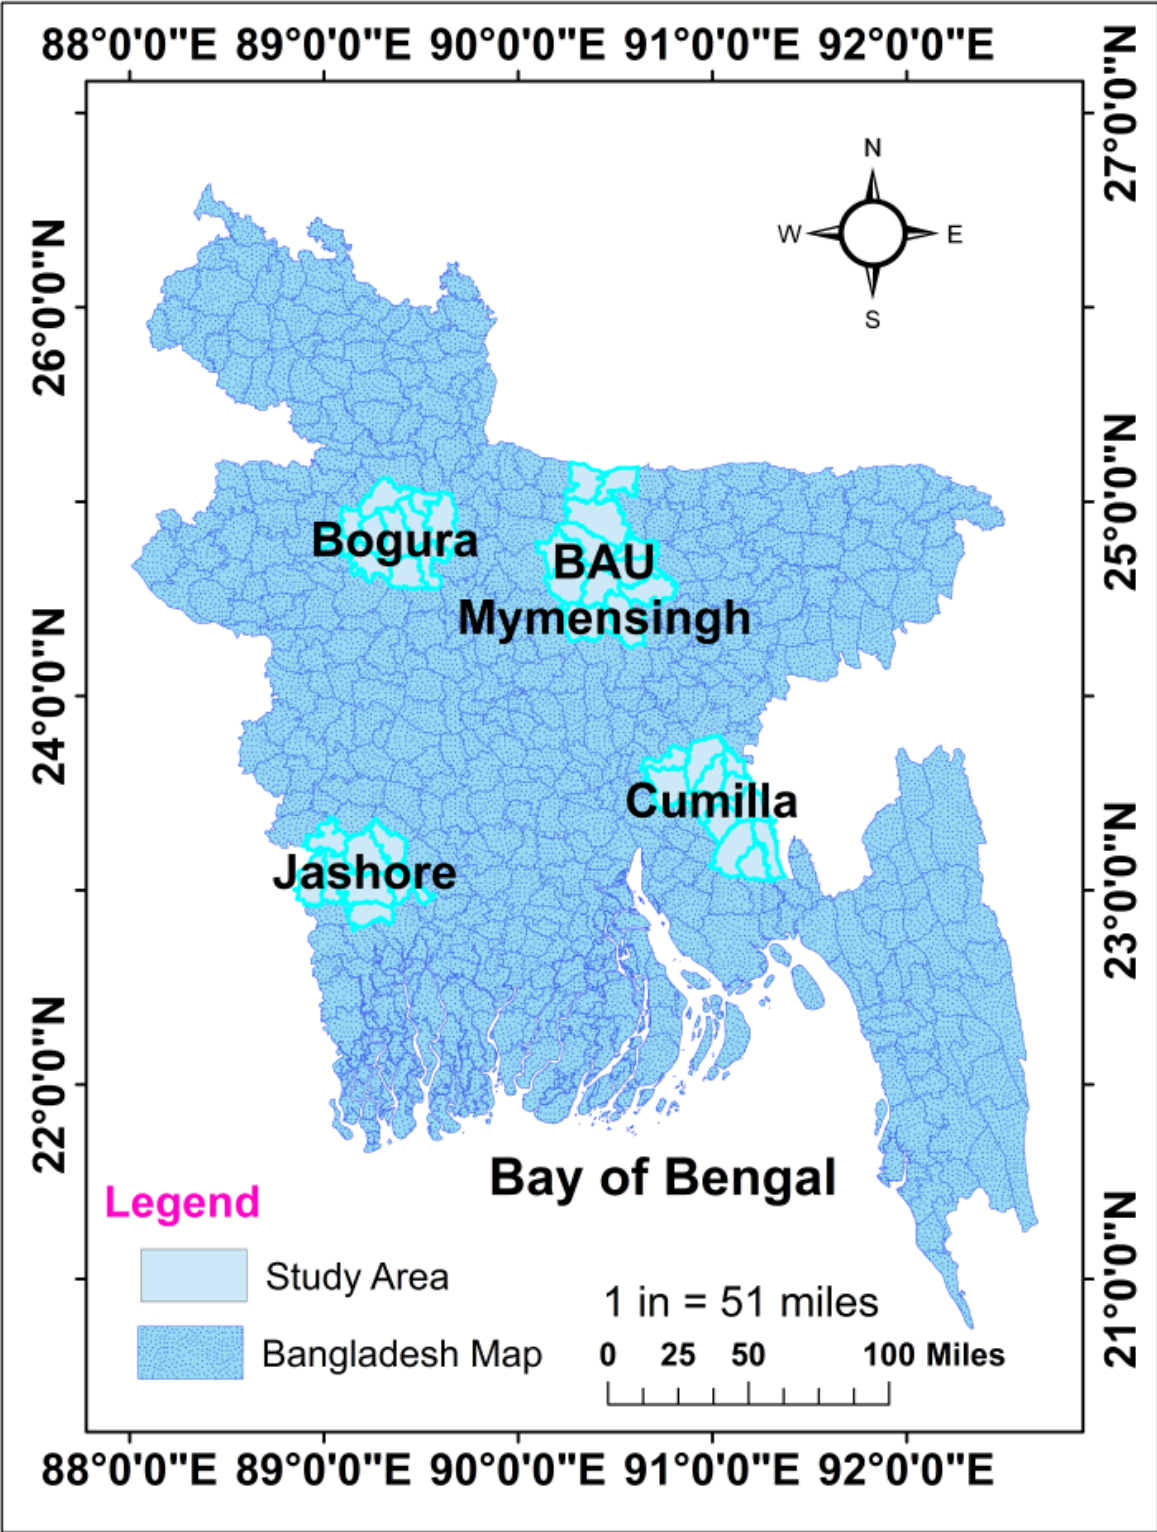 88°0'0"E 89°0'0"E 90°0'0"E 91°0'0"E 92°0'0"E
27°0'0"N
N
W E
S
26°0'0"N
25°0'0"N
Bogura
BAU
Mymensingh
24°0'0"N
Cumilla
Jashore
23°0'0"N
22°0'0"N
Bay of Bengal
Legend
Study Area
Bangladesh Map
1 in = 51 miles
0 25 50 100 Miles
21°0'0"N
88°0'0"E 89°0'0"E 90°0'0"E 91°0'0"E 92°0'0"E